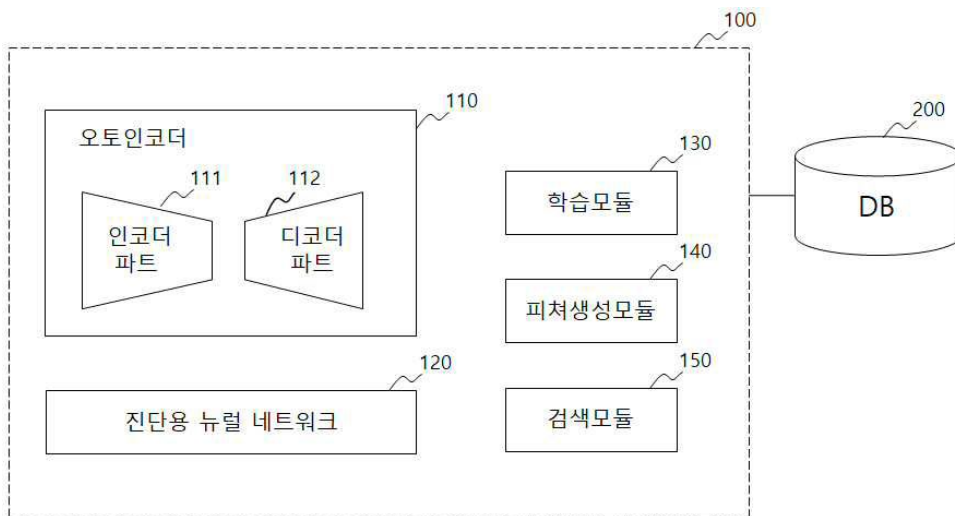 100
110
오토인코더
111
112
인코더
파트
디코더
파트
120
진단용 뉴럴 네트워크
130
학습모듈
140
피쳐생성모듈
150
검색모듈
200
DB